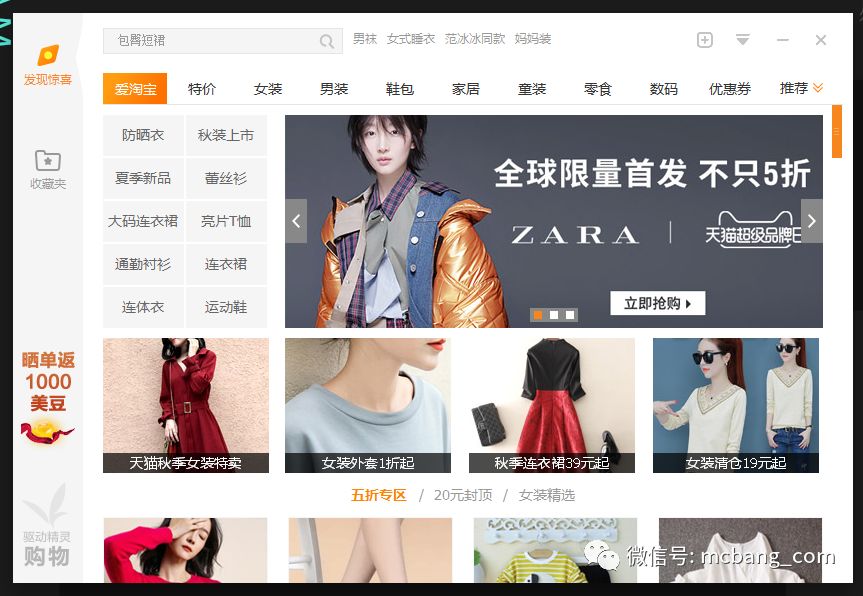 包臀短裙
男袜 女式睡衣 范冰冰同款 妈妈装
发现惊喜
收藏夹
晒单返
1000
美豆
驱动精灵
购物
爱淘宝 特价 女装 男装 鞋包 家居 童装 零食 数码 优惠券 推荐
防晒衣 秋装上市
夏季新品 蕾丝衫
大码连衣裙 亮片T恤
通勤衬衫 连衣裙
连体衣 运动鞋
全球限量首发 不只5折
ZARA | 天猫超级品牌日
立即抢购
天猫秋季女装特卖
女装外套1折起
秋季连衣裙39元起
女装清仓19元起
五折专区 / 20元封顶 / 女装精选
微信号: mcbang_com